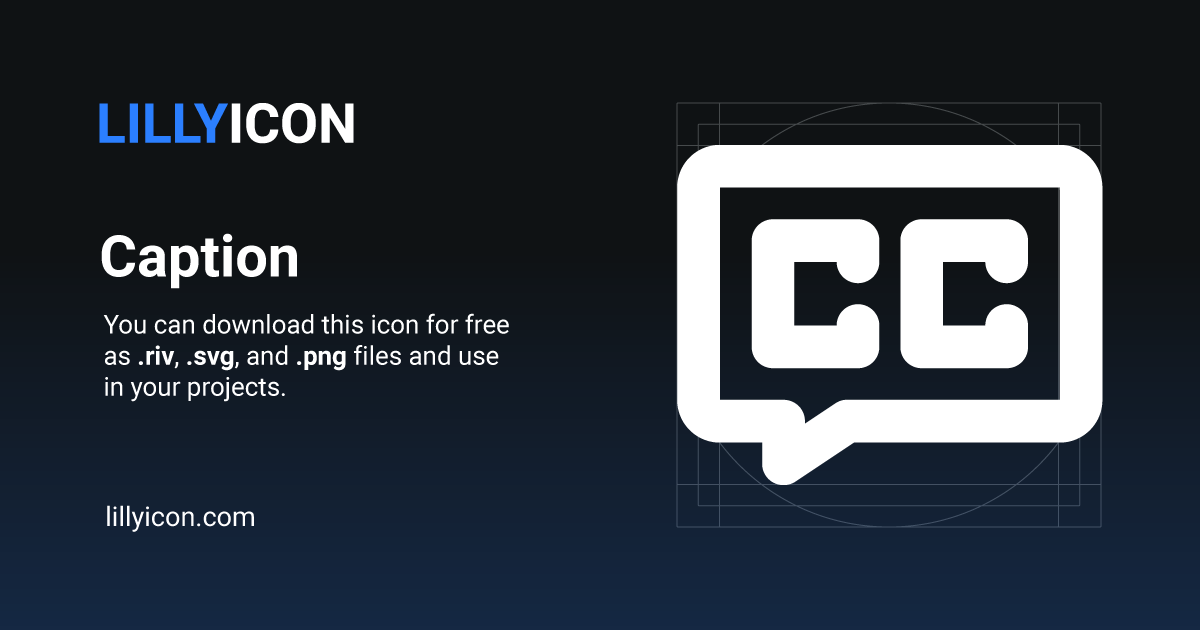 LILLYICON
Caption
You can download this icon for free
as .riv, .svg, and .png files and use
in your projects.
lillyicon.com
CC